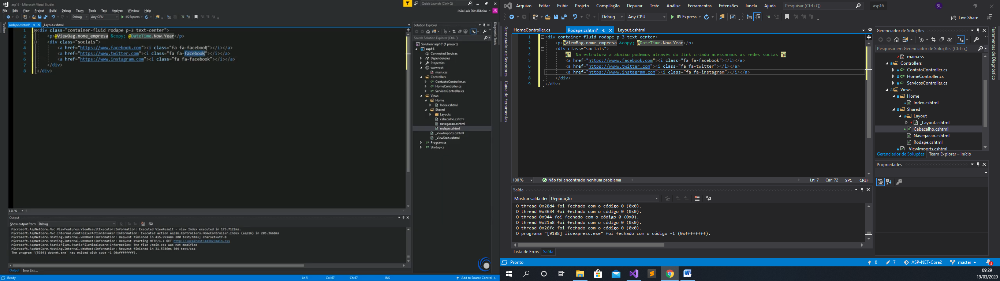 asp16 - Microsoft Visual Studio
Quick Launch (Ctrl+Q)
File Edit View Project Build Debug Team Tools Test Analyze Window Help
João Luís Dias Ribeiro JR
Debug Any CPU IIS Express
rodape.cshtml* _Layout.cshtml
Toolbox
1 <div class="container-fluid rodape p-3 text-center">
2 <p>@ViewBag.nome_empresa &copy; @DateTime.Now.Year</p>
3 <div class="sociais">
4 <a href="https://www.facebook.com"><i class="fa fa-facebook"></i></a>
5 <a href="https://www.twitter.com"><i class="fa fa-facebook"></i></a>
6 <a href="https://www.instagram.com"><i class="fa fa-facebook"></i></a>
7 </div>
8 </div>
111 %
Output
Show output from: Debug
Microsoft.AspNetCore.Mvc.ViewFeatures.ViewResultExecutor:Information: Executed ViewResult - view Index executed in 175.7122ms.
Microsoft.AspNetCore.Mvc.Internal.ControllerActionInvoker:Information: Executed action asp16.Controllers.HomeController.Index (asp16) in 205.3668ms
Microsoft.AspNetCore.Hosting.Internal.WebHost:Information: Request finished in 415.9914ms 200 text/html; charset=utf-8
Microsoft.AspNetCore.Hosting.Internal.WebHost:Information: Request starting HTTP/1.1 GET http://localhost:44382/main.css
Microsoft.AspNetCore.StaticFiles.StaticFileMiddleware:Information: The file /main.css was not modified
Microsoft.AspNetCore.Hosting.Internal.WebHost:Information: Request finished in 31.5786ms 304 text/css
The program '[5384] dotnet.exe' has exited with code -1 (0xffffffff).
Output Error List ...
Ready Ln 5 Col 67 Ch 67 INS Add to Source Control
Solution Explorer
Search Solution Explorer (Ctrl+')
Solution 'asp16' (1 project)
asp16
Connected Services
Dependencies
Properties
wwwroot
main.css
Controllers
ContactoController.cs
HomeController.cs
ServicosController.cs
Views
Home
Index.cshtml
Shared
Layouts
cabecalho.cshtml
navegacao.cshtml
rodape.cshtml
_ViewImports.cshtml
_ViewStart.cshtml
Program.cs
Startup.cs
Diagnostic Tools
Arquivo Editar Exibir Projeto Compilação Depurar Teste Análise Ferramentas Extensões Janela Ajuda Pesquisar (Ctrl+Q) asp16 BL
Debug Any CPU IIS Express Live Share
Gerenciador de Servidores
Caixa de Ferramentas
HomeController.cs Rodape.cshtml* _Layout.cshtml
1 <div container-fluid rodape p-3 text-center>
2 <p>@ViewBag.nome_empresa &copy; @DateTime.Now.Year</p>
3 <div class="sociais">
4 @* Na estrutura a abaixo podemos através do link criado acessarmos as redes socias *@
5 <a href="https://wwww.facebook.com"><i class="fa fa-facebook"></i></a>
6 <a href="https://wwww.twitter.com"><i class="fa fa-twitter"></i></a>
7 <a href="https://wwww.instagram.com"><i class="fa fa-instagram"></i></a>
8 </div>
9 </div>
100 % Não foi encontrado nenhum problema Ln: 7 Car: 72 SPC CRLF
Saída
Mostrar saída de: Depuração
O thread 0x28d4 foi fechado com o código 0 (0x0).
O thread 0x3634 foi fechado com o código 0 (0x0).
O thread 0x944 foi fechado com o código 0 (0x0).
O thread 0x21a8 foi fechado com o código 0 (0x0).
O thread 0x26fc foi fechado com o código 0 (0x0).
O programa "[9188] iisexpress.exe" foi fechado com o código -1 (0xffffffff).
Lista de Erros Saída
Gerenciador de Soluções
Pesquisar em Gerenciador de Soluções (Ctrl+ç)
main.css
Controllers
ContatoController.cs
HomeController.cs
ServicosController.cs
Views
Home
Index.cshtml
Shared
Layout
_Layout.cshtml
Cabecalho.cshtml
Navegacao.cshtml
Rodape.cshtml
_ViewImports.cshtml
Gerenciador de Soluções Team Explorer – Início
Propriedades
Ferramentas de Diagnóstico
Pronto 0 7 ASP-NET-Core2 master 3
09:29
19/03/2020